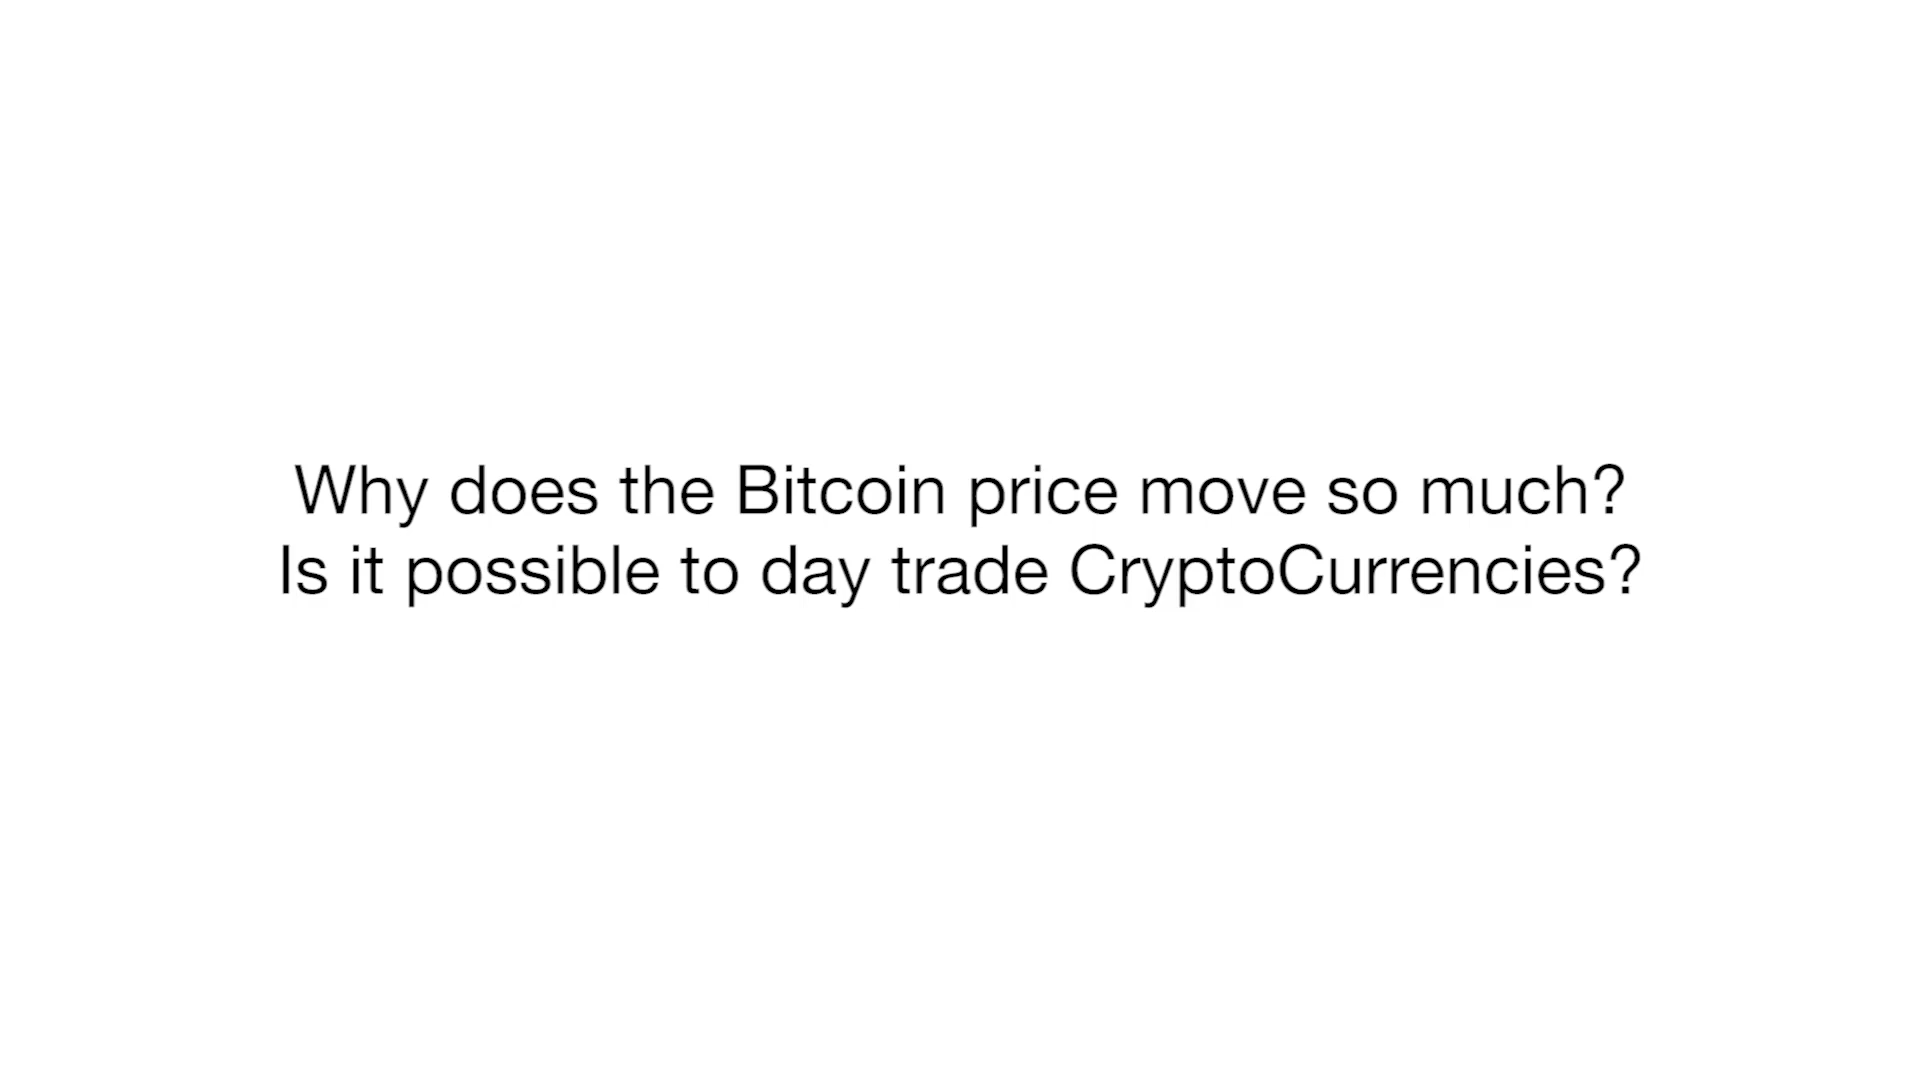 Why does the Bitcoin price move so much?
Is it possible to day trade CryptoCurrencies?